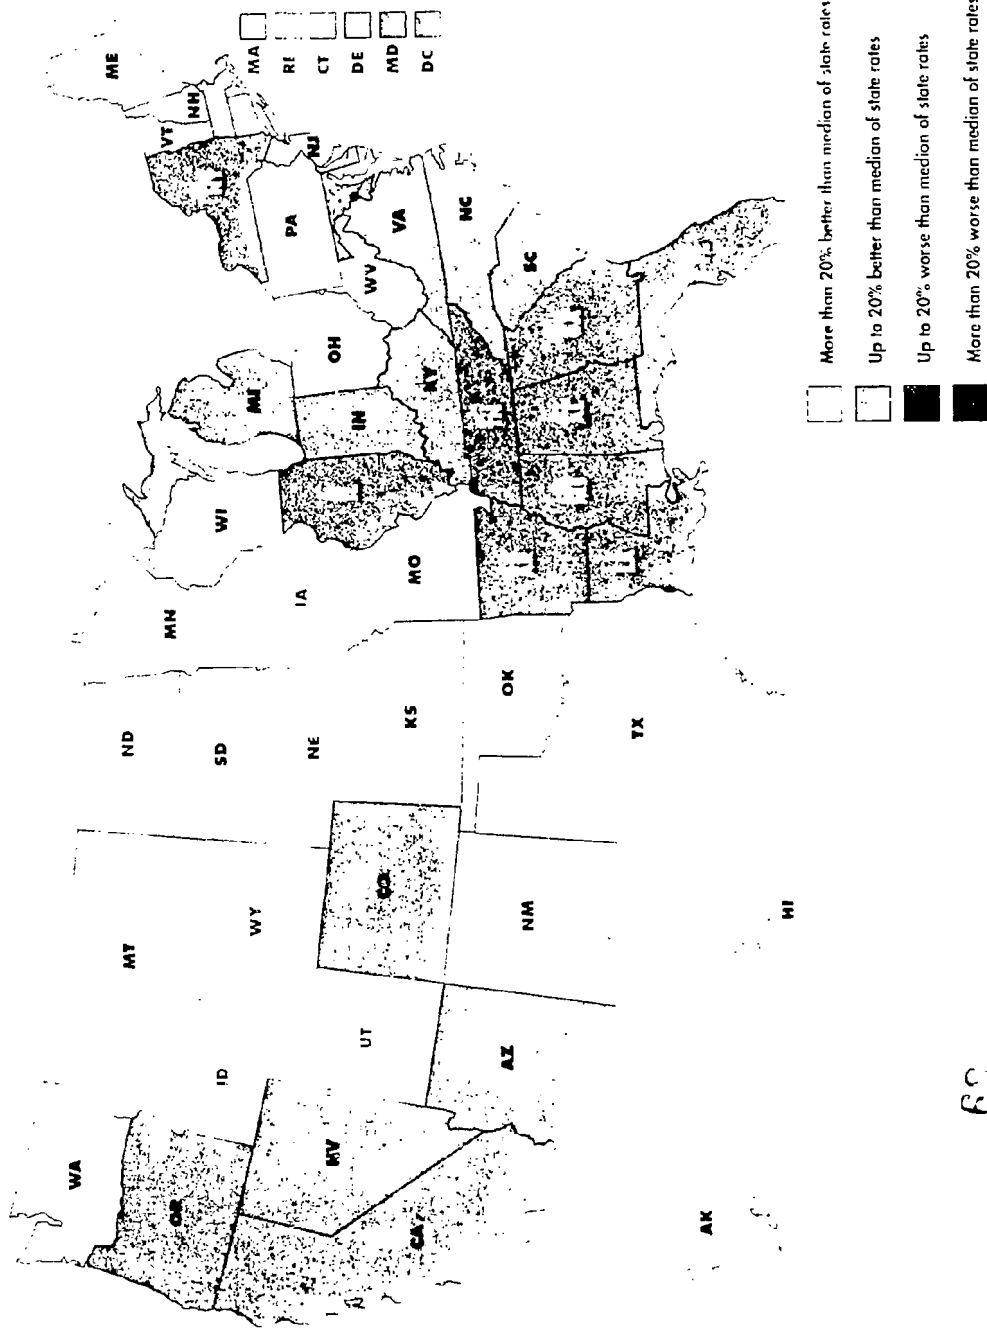 WA
OR
CA
NV
ID
MT
WY
UT
CO
AZ
NM
ND
SD
NE
KS
OK
TX
MN
IA
MO
WI
MI
IN
OH
KY
WV
PA
VA
NC
SC
NJ
VT
NH
ME
AK
HI
MA
RI
CT
DE
MD
DC
More than 20% better than median of state rates
Up to 20% better than median of state rates
Up to 20% worse than median of state rates
More than 20% worse than median of state rates